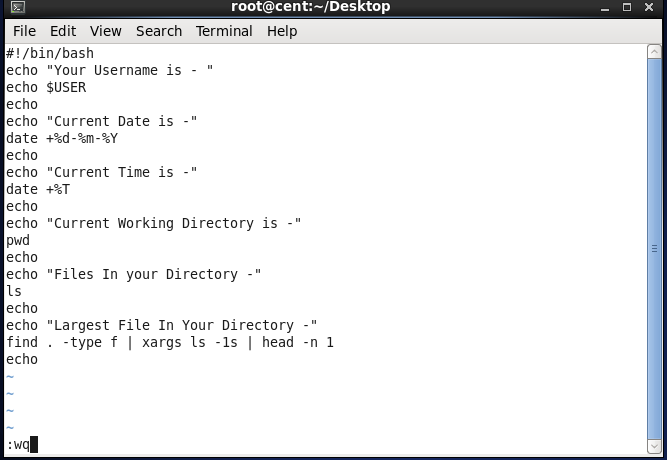 root@cent:~/Desktop
File Edit View Search Terminal Help
#!/bin/bash
echo "Your Username is - "
echo $USER
echo
echo "Current Date is -"
date +%d-%m-%Y
echo
echo "Current Time is -"
date +%T
echo
echo "Current Working Directory is -"
pwd
echo
echo "Files In your Directory -"
ls
echo
echo "Largest File In Your Directory -"
find . -type f | xargs ls -1s | head -n 1
echo
~
~
~
~
:wq